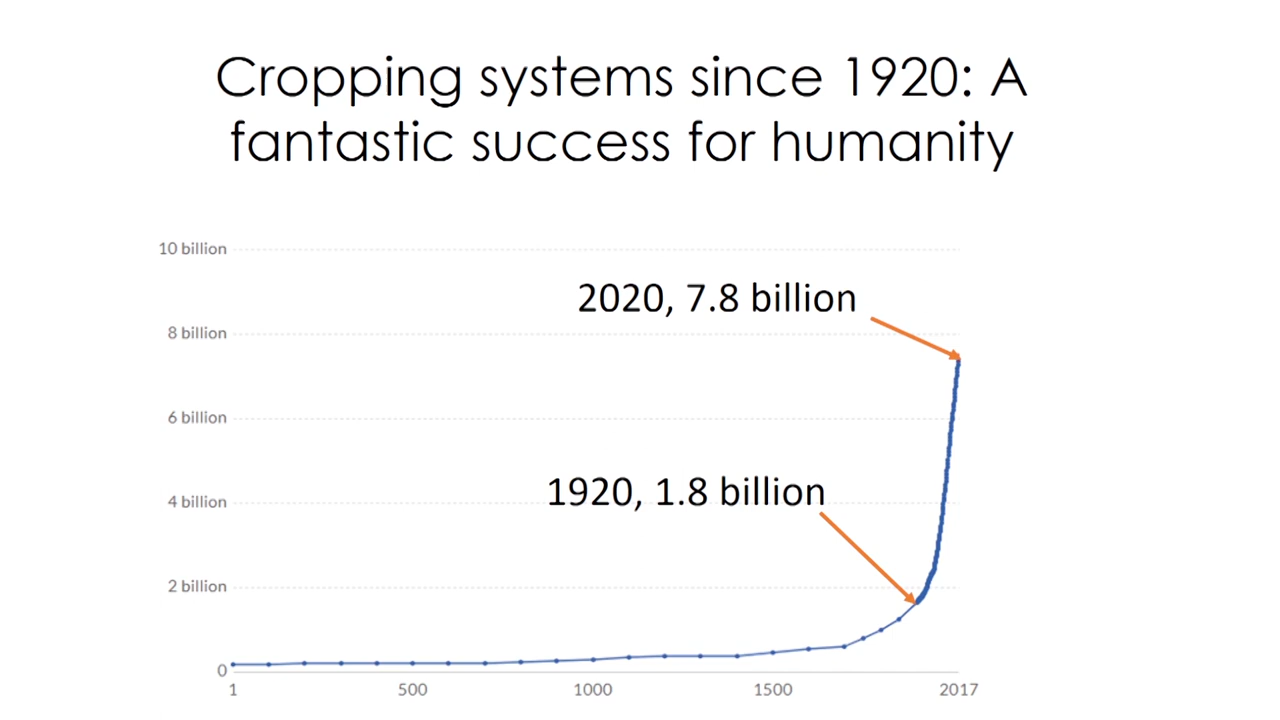 Cropping systems since 1920: A
fantastic success for humanity
10 billion
2020, 7.8 billion
8 billion
6 billion
1920, 1.8 billion
4 billion
2 billion
0
1 500 1000 1500 2017